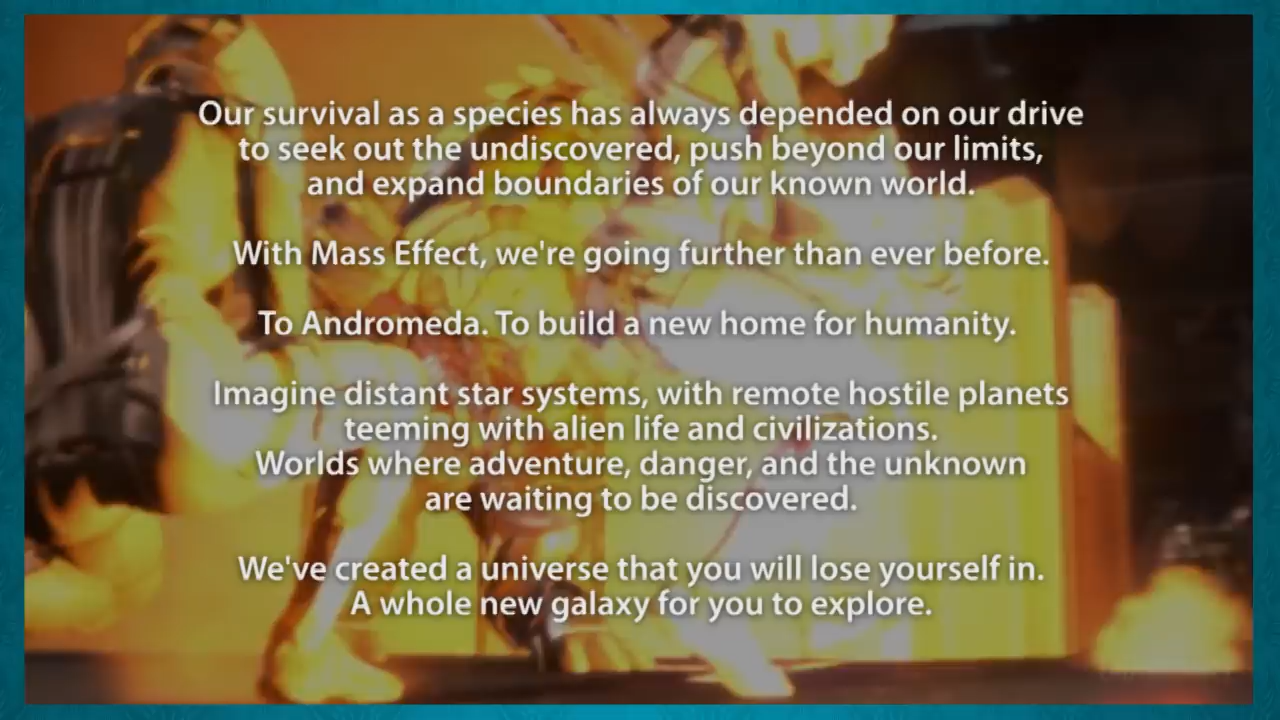 Our survival as a species has always depended on our drive
to seek out the undiscovered, push beyond our limits,
and expand boundaries of our known world.
With Mass Effect, we're going further than ever before.
To Andromeda. To build a new home for humanity.
Imagine distant star systems, with remote hostile planets
teeming with alien life and civilizations.
Worlds where adventure, danger, and the unknown
are waiting to be discovered.
We've created a universe that you will lose yourself in.
A whole new galaxy for you to explore.